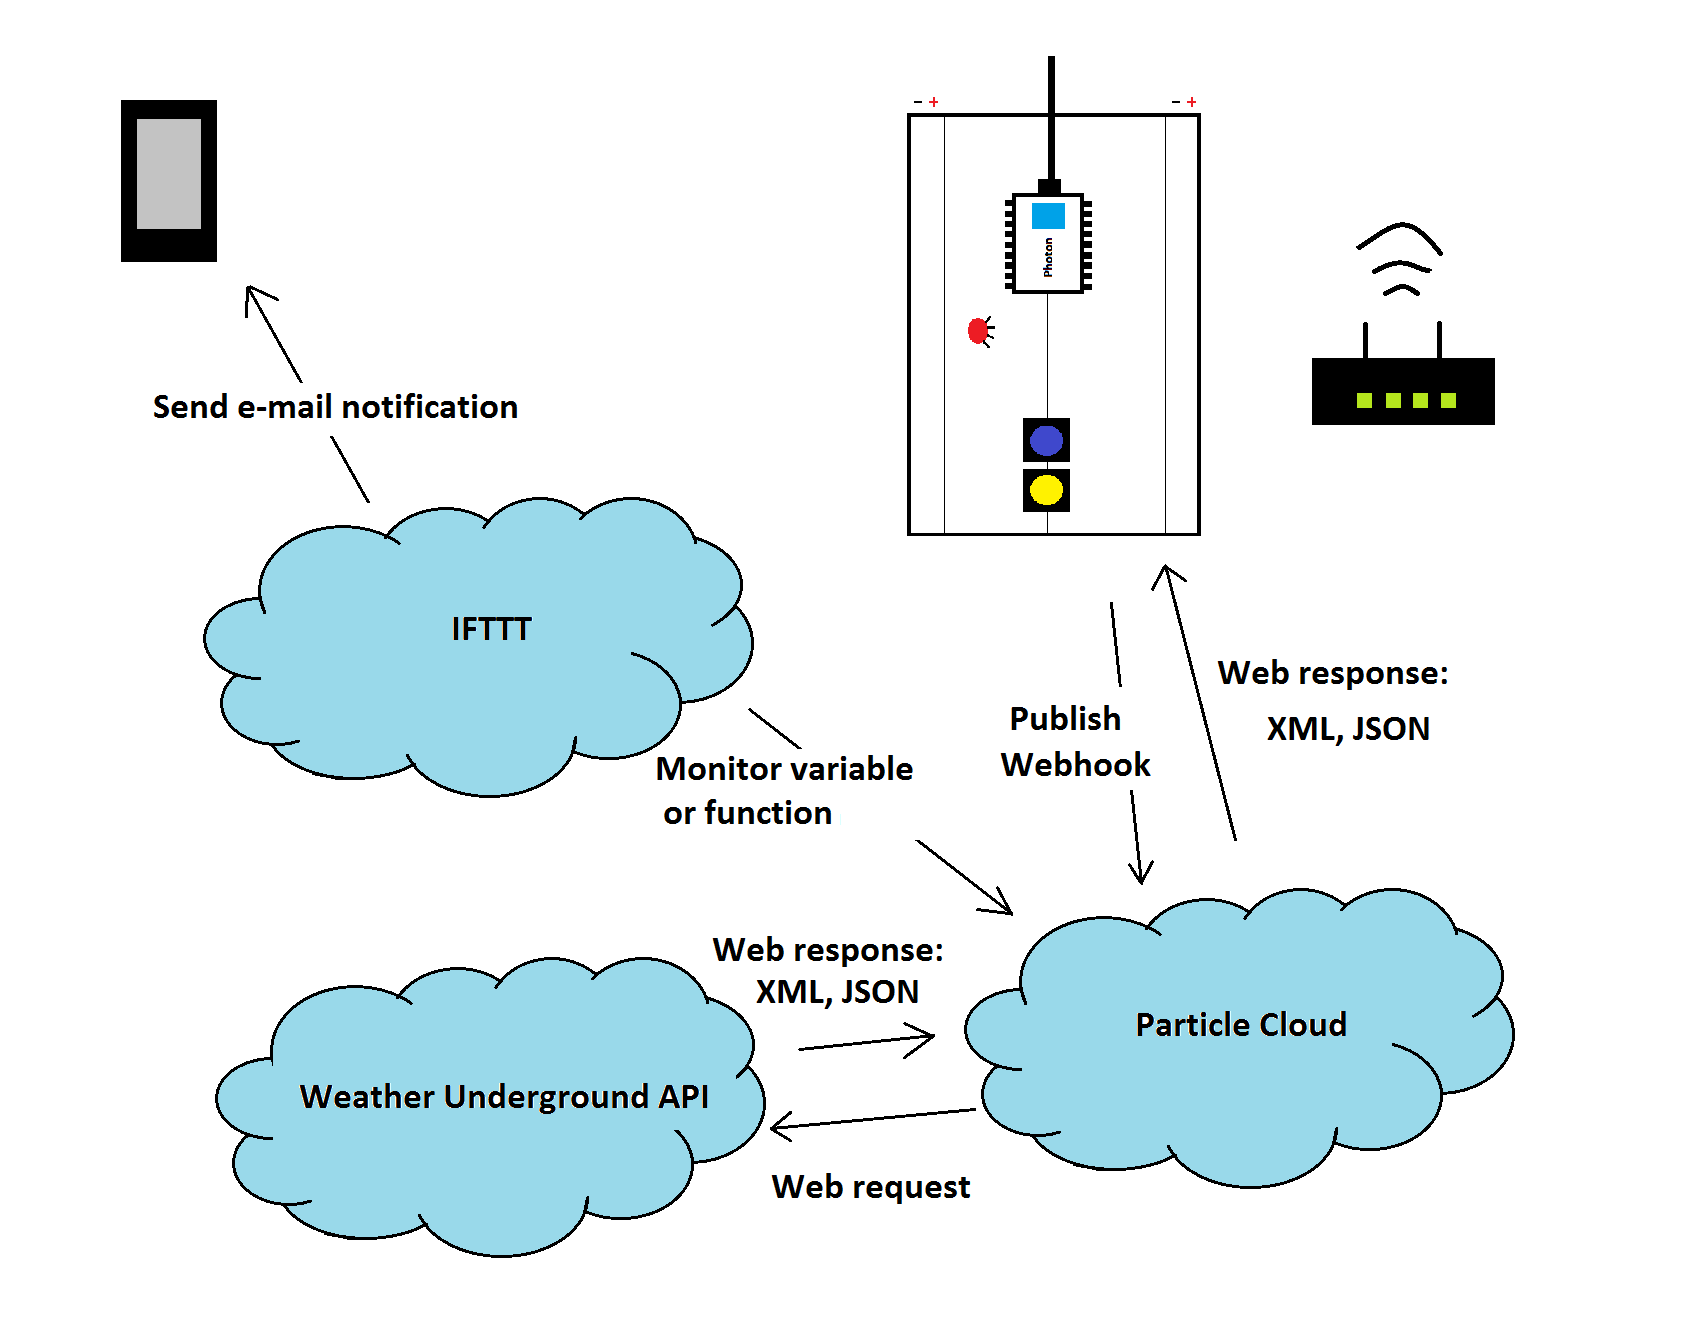 − + − +
Photon
Send e-mail notification
IFTTT
Web response:
XML, JSON
Publish
Webhook
Monitor variable
or function
Web response:
XML, JSON
Particle Cloud
Weather Underground API
Web request